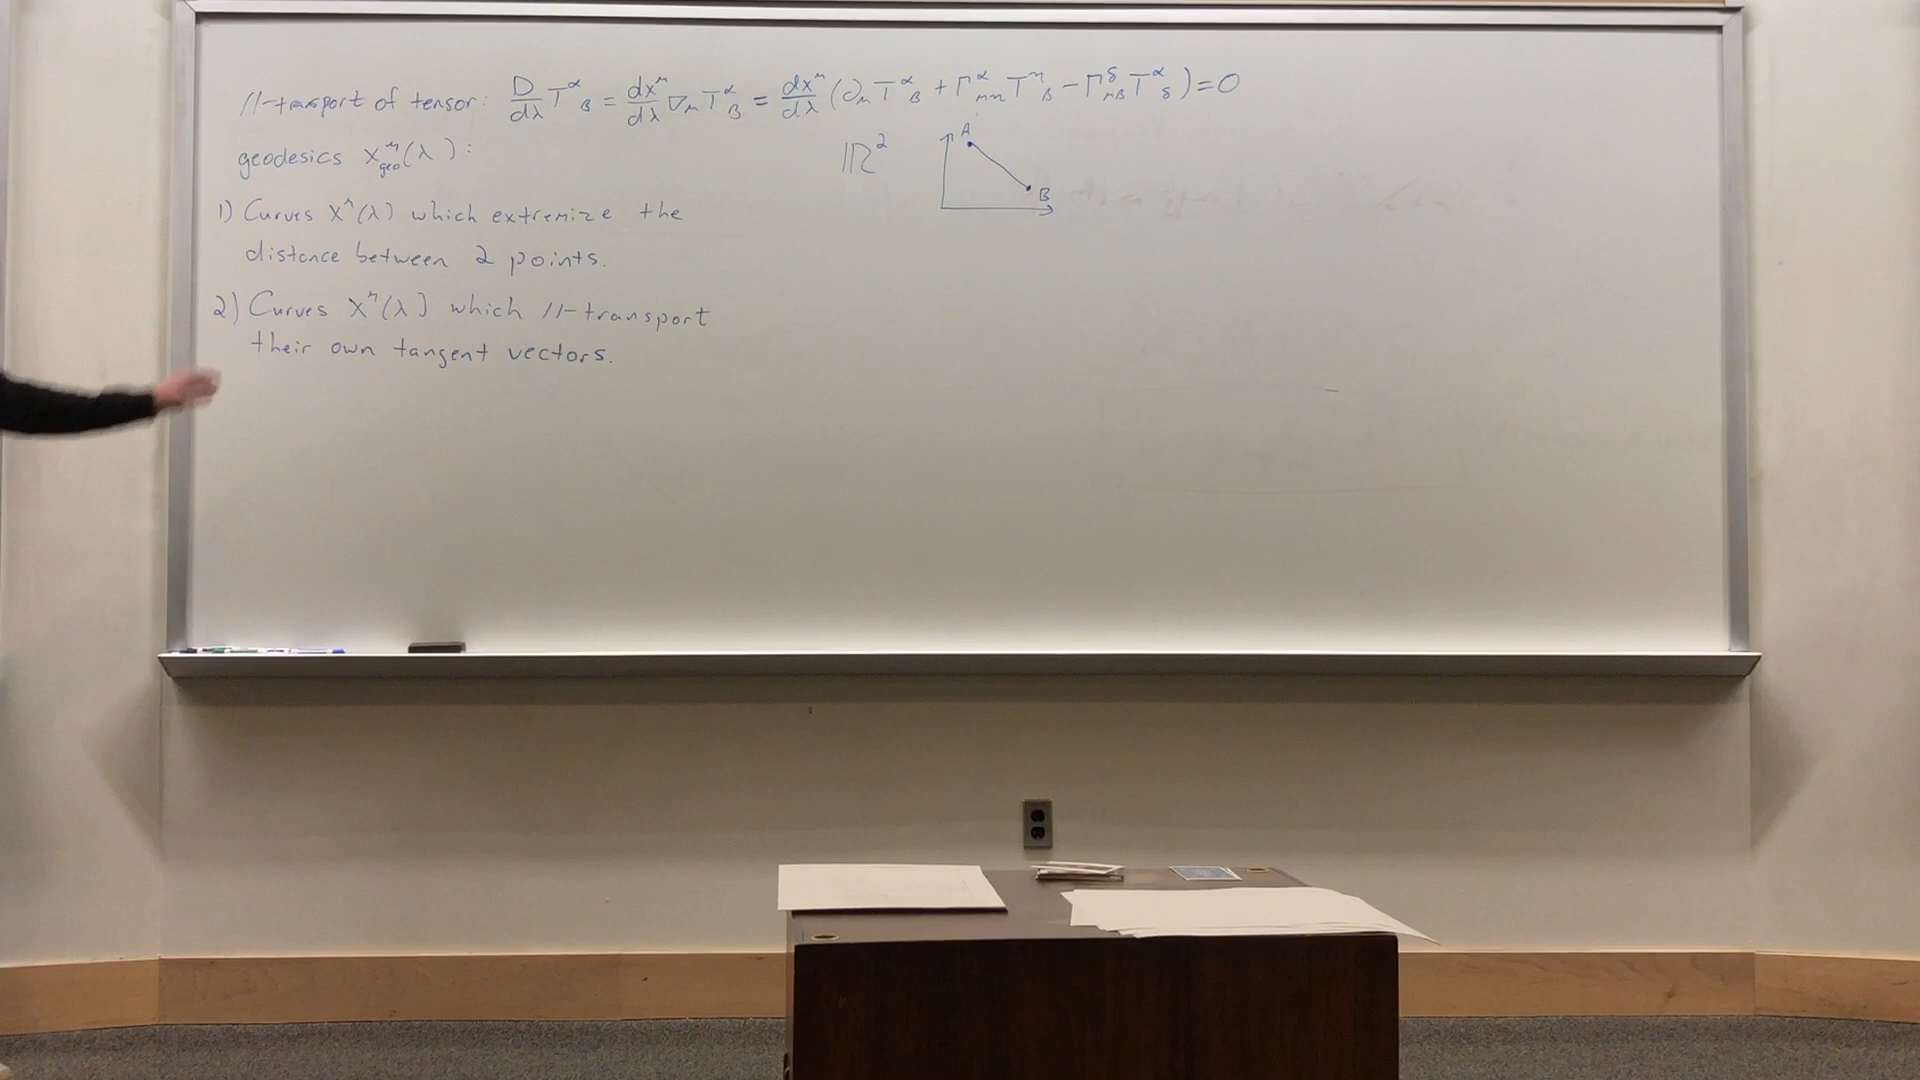 //-transport of tensor: D/dλ T^α_β = dx^μ/dλ ∇_μ T^α_β = dx^μ/dλ (∂_μ T^α_β + Γ^α_μη T^η_β − Γ^δ_μβ T^α_δ) = 0
geodesics x^μ_geo(λ):
ℝ^2
A
B
1) Curves x^μ(λ) which extremize the
distance between 2 points.
2) Curves x^μ(λ) which //-transport
their own tangent vectors.